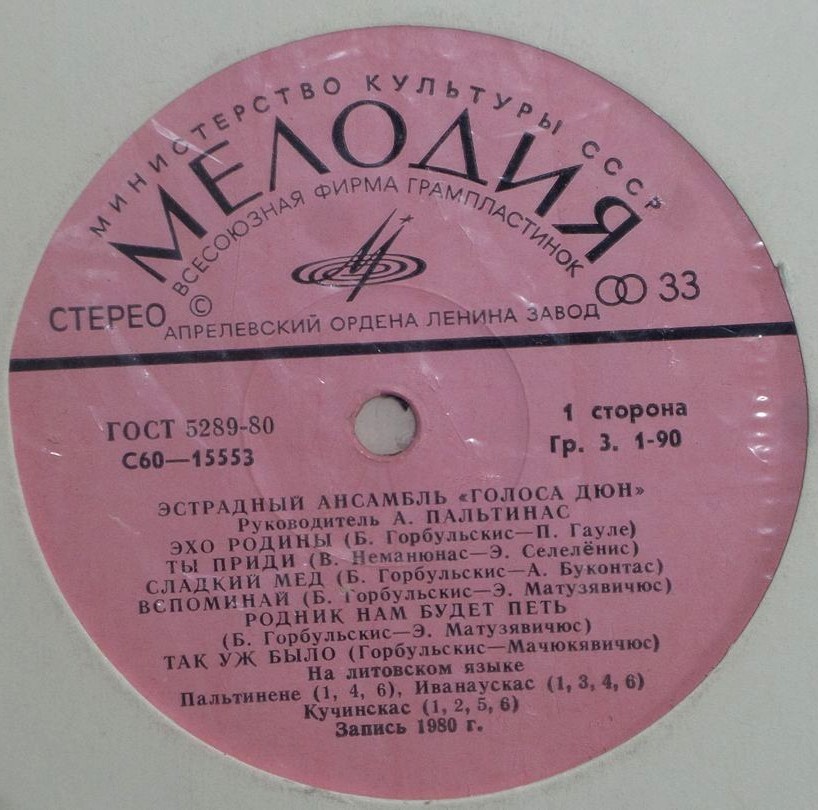 МИНИСТЕРСТВО КУЛЬТУРЫ СССР
МЕЛОДИЯ
ВСЕСОЮЗНАЯ ФИРМА ГРАМПЛАСТИНОК
СТЕРЕО © 33
АПРЕЛЕВСКИЙ ОРДЕНА ЛЕНИНА ЗАВОД
ГОСТ 5289-80
С60—15553
1 сторона
Гр. 3. 1-90
ЭСТРАДНЫЙ АНСАМБЛЬ «ГОЛОСА ДЮН»
Руководитель А. ПАЛЬТИНАС
ЭХО РОДИНЫ (Б. Горбульскис—П. Гауле)
ТЫ ПРИДИ (В. Неманюнас—Э. Селелёнис)
СЛАДКИЙ МЕД (Б. Горбульскис—А. Буконтас)
ВСПОМИНАЙ (Б. Горбульскис—Э. Матузявичюс)
РОДНИК НАМ БУДЕТ ПЕТЬ
(Б. Горбульскис—Э. Матузявичюс)
ТАК УЖ БЫЛО (Горбульскис—Мачюкявичюс)
На литовском языке
Пальтинене (1, 4, 6), Иванаускас (1, 3, 4, 6)
Кучинскас (1, 2, 5, 6)
Запись 1980 г.